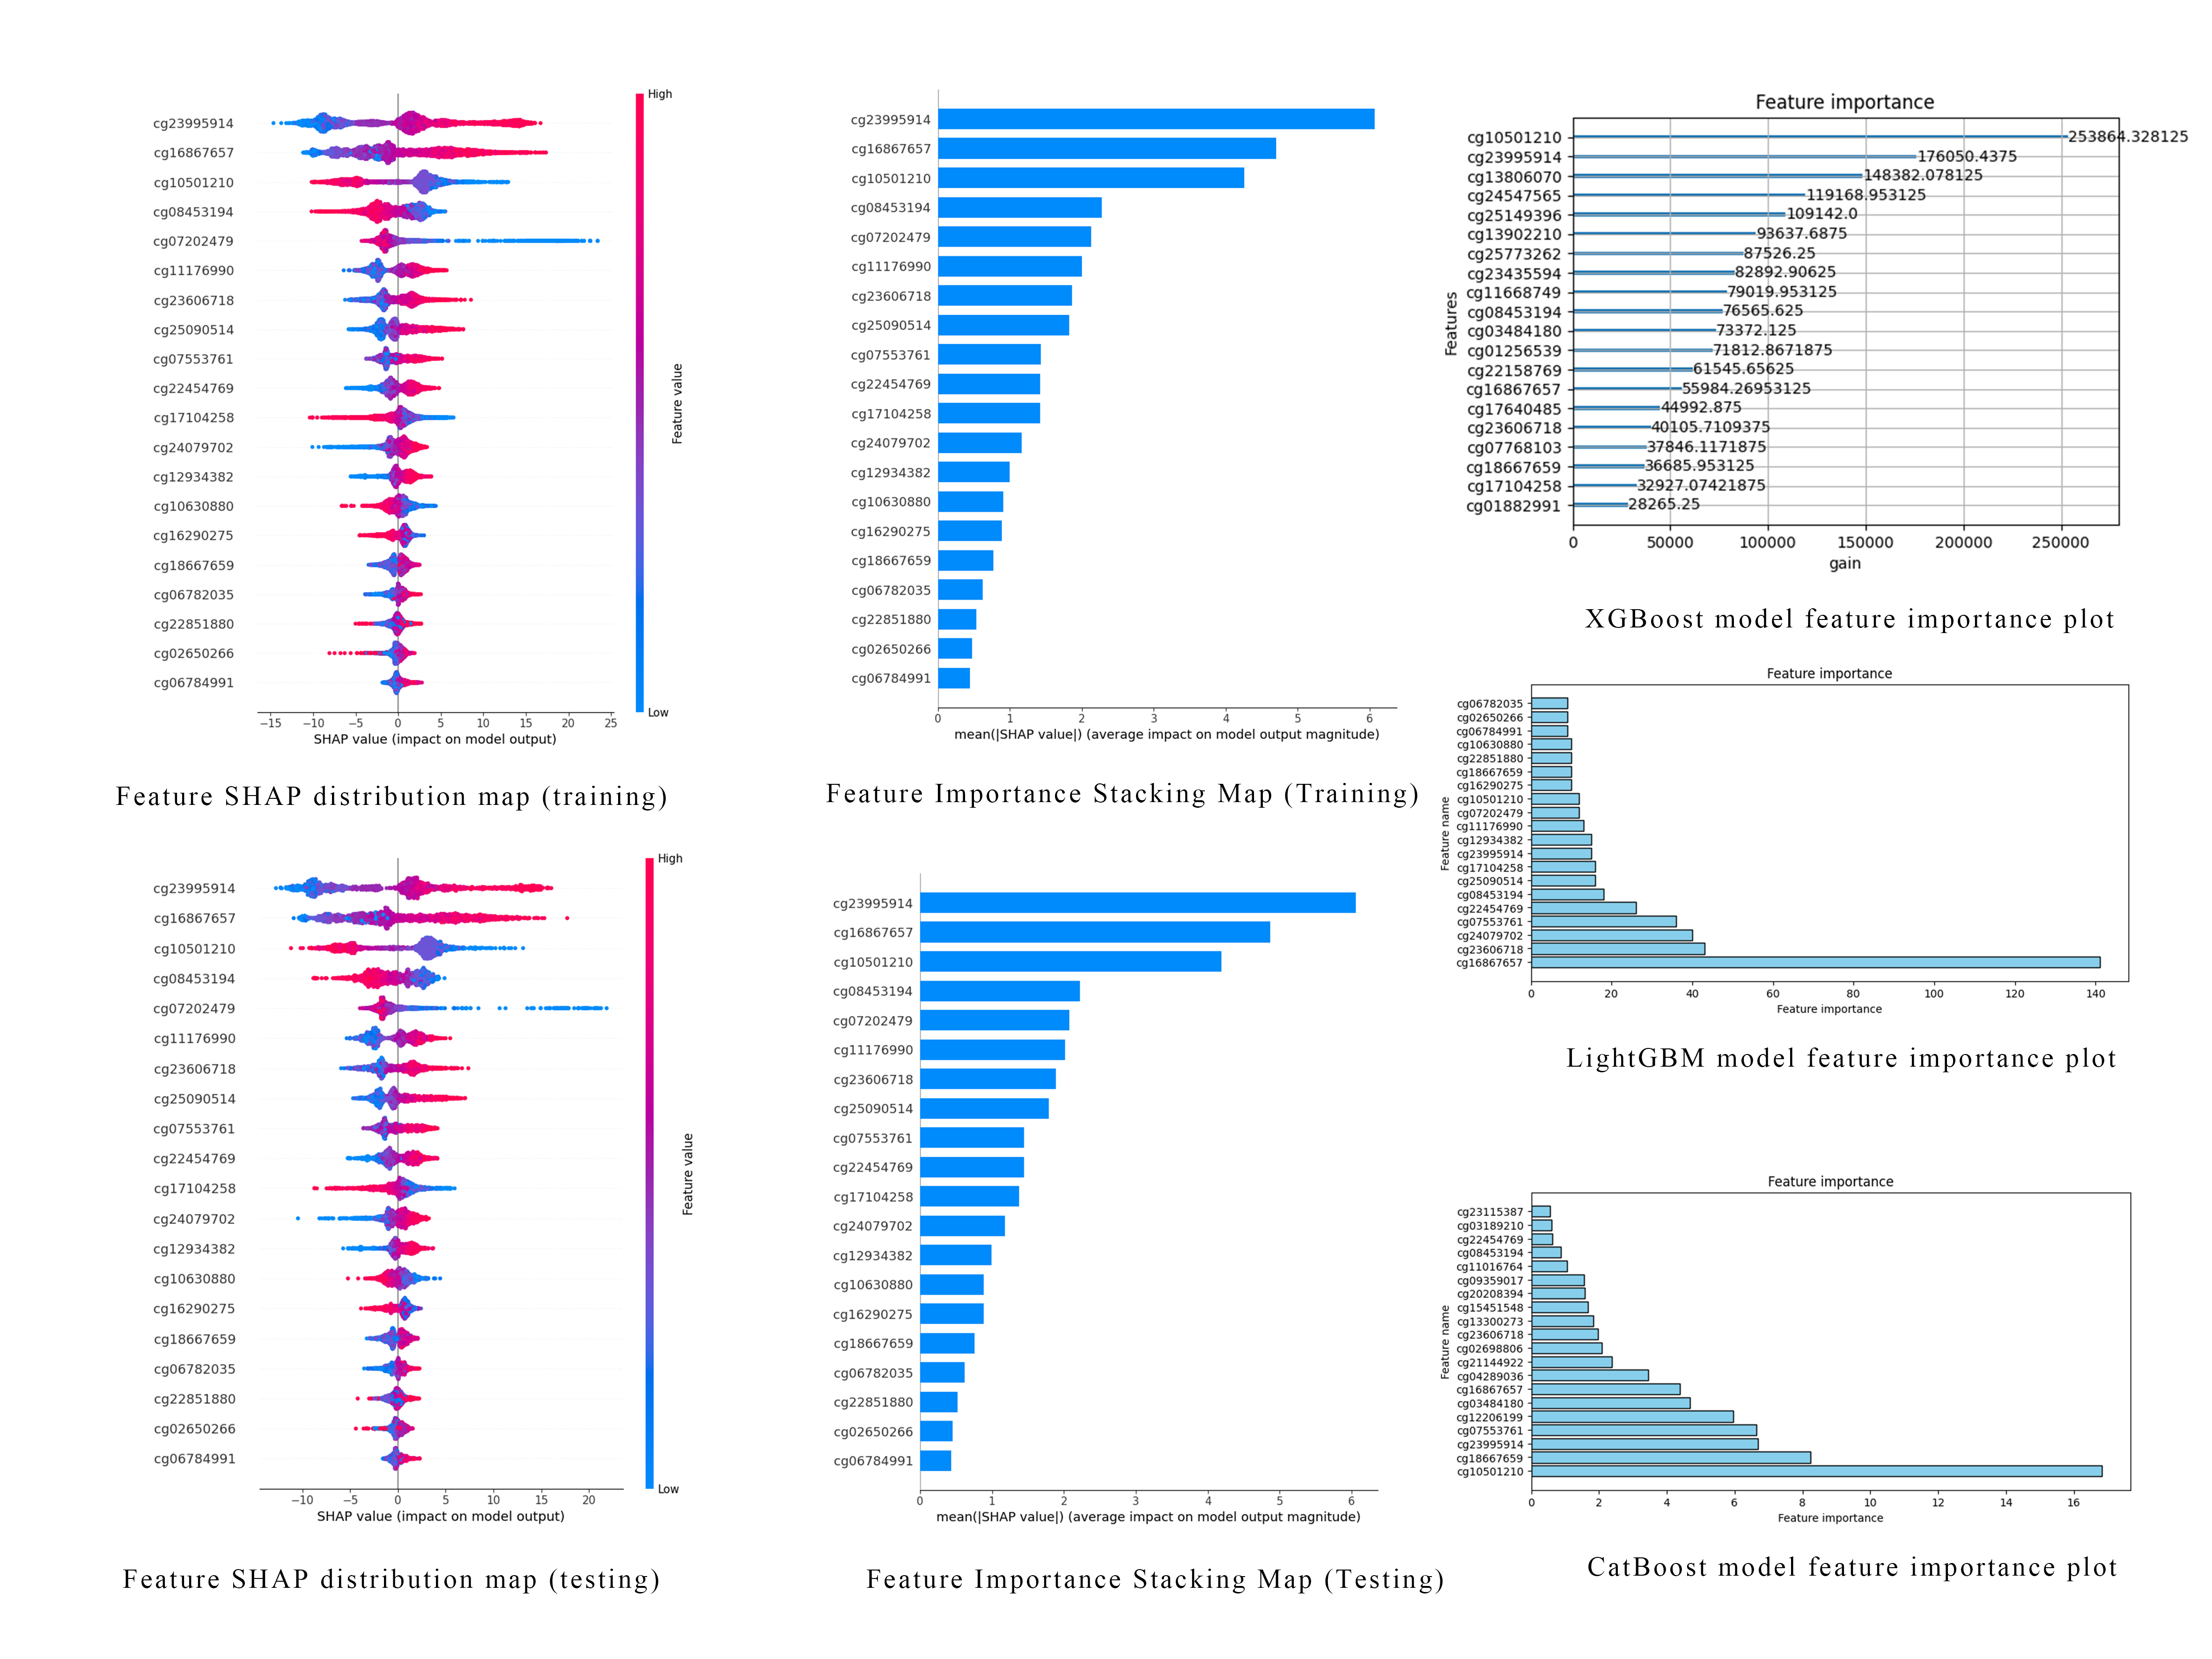 High
cg23995914
cg16867657
cg10501210
cg08453194
cg07202479
cg11176990
cg23606718
cg25090514
cg07553761
cg22454769
cg17104258
cg24079702
cg12934382
cg10630880
cg16290275
cg18667659
cg06782035
cg22851880
cg02650266
cg06784991
Feature value
Low
−15 −10 −5 0 5 10 15 20 25
SHAP value (impact on model output)
Feature SHAP distribution map (training)
cg23995914
cg16867657
cg10501210
cg08453194
cg07202479
cg11176990
cg23606718
cg25090514
cg07553761
cg22454769
cg17104258
cg24079702
cg12934382
cg10630880
cg16290275
cg18667659
cg06782035
cg22851880
cg02650266
cg06784991
0 1 2 3 4 5 6
mean(|SHAP value|) (average impact on model output magnitude)
Feature Importance Stacking Map (Training)
Feature importance
Features
cg10501210 253864.328125
cg23995914 176050.4375
cg13806070 148382.078125
cg24547565 119168.953125
cg25149396 109142.0
cg13902210 93637.6875
cg25773262 87526.25
cg23435594 82892.90625
cg11668749 79019.953125
cg08453194 76565.625
cg03484180 73372.125
cg01256539 71812.8671875
cg22158769 61545.65625
cg16867657 55984.26953125
cg17640485 44992.875
cg23606718 40105.7109375
cg07768103 37846.1171875
cg18667659 36685.953125
cg17104258 32927.07421875
cg01882991 28265.25
0 50000 100000 150000 200000 250000
gain
XGBoost model feature importance plot
Feature importance
Feature name
cg06782035
cg02650266
cg06784991
cg10630880
cg22851880
cg18667659
cg16290275
cg10501210
cg07202479
cg11176990
cg12934382
cg23995914
cg17104258
cg25090514
cg08453194
cg22454769
cg07553761
cg24079702
cg23606718
cg16867657
0 20 40 60 80 100 120 140
Feature importance
LightGBM model feature importance plot
High
cg23995914
cg16867657
cg10501210
cg08453194
cg07202479
cg11176990
cg23606718
cg25090514
cg07553761
cg22454769
cg17104258
cg24079702
cg12934382
cg10630880
cg16290275
cg18667659
cg06782035
cg22851880
cg02650266
cg06784991
Feature value
Low
−10 −5 0 5 10 15 20
SHAP value (impact on model output)
Feature SHAP distribution map (testing)
cg23995914
cg16867657
cg10501210
cg08453194
cg07202479
cg11176990
cg23606718
cg25090514
cg07553761
cg22454769
cg17104258
cg24079702
cg12934382
cg10630880
cg16290275
cg18667659
cg06782035
cg22851880
cg02650266
cg06784991
0 1 2 3 4 5 6
mean(|SHAP value|) (average impact on model output magnitude)
Feature Importance Stacking Map (Testing)
Feature importance
Feature name
cg23115387
cg03189210
cg22454769
cg08453194
cg11016764
cg09359017
cg20208394
cg15451548
cg13300273
cg23606718
cg02698806
cg21144922
cg04289036
cg16867657
cg03484180
cg12206199
cg07553761
cg23995914
cg18667659
cg10501210
0 2 4 6 8 10 12 14 16
Feature importance
CatBoost model feature importance plot